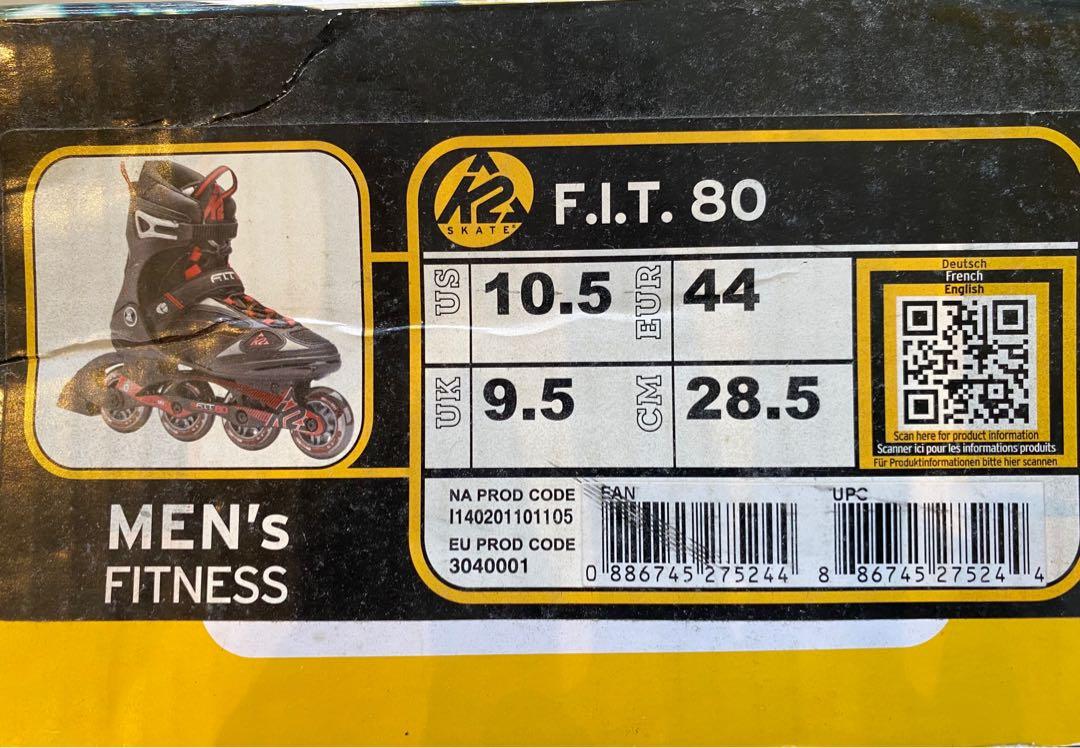 K2
SKATE
F.I.T. 80
US 10.5 EUR 44
UK 9.5 CM 28.5
Deutsch
French
English
Scan here for product information
Scanner ici pour les informations produits
Für Produktinformationen bitte hier scannen
FIT
K2
MEN's
FITNESS
NA PROD CODE
I140201101105
EU PROD CODE
3040001
EAN
0 886745 275244
UPC
8 86745 27524 4